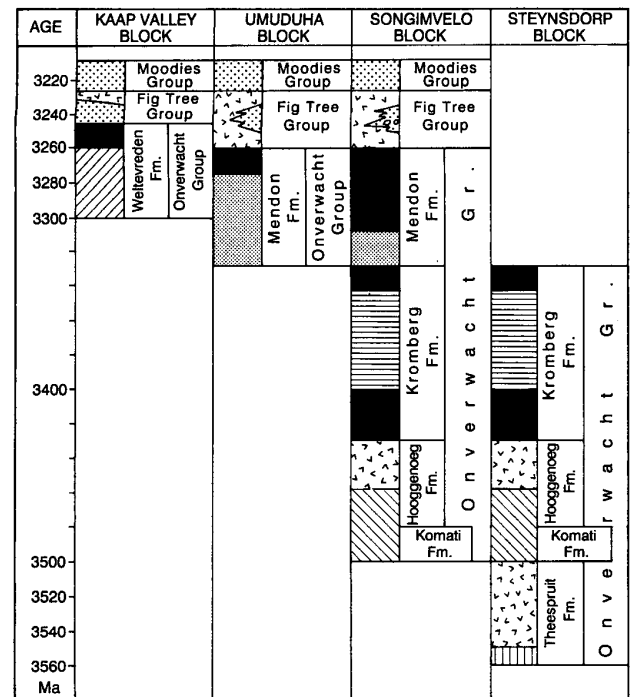 AGE
KAAP VALLEY
BLOCK
UMUDUHA
BLOCK
SONGIMVELO
BLOCK
STEYNSDORP
BLOCK
3220
3240
3260
3280
3300
3400
3500
3520
3540
3560
Ma
Moodies
Group
Fig Tree
Group
Weltevreden
Fm.
Onverwacht
Group
Moodies
Group
Fig Tree
Group
Mendon
Fm.
Onverwacht
Group
Moodies
Group
Fig Tree
Group
Mendon
Fm.
Kromberg
Fm.
Hooggenoeg
Fm.
Komati
Fm.
Onverwacht Gr.
Kromberg
Fm.
Hooggenoeg
Fm.
Komati
Fm.
Theespruit
Fm.
Onverwacht Gr.